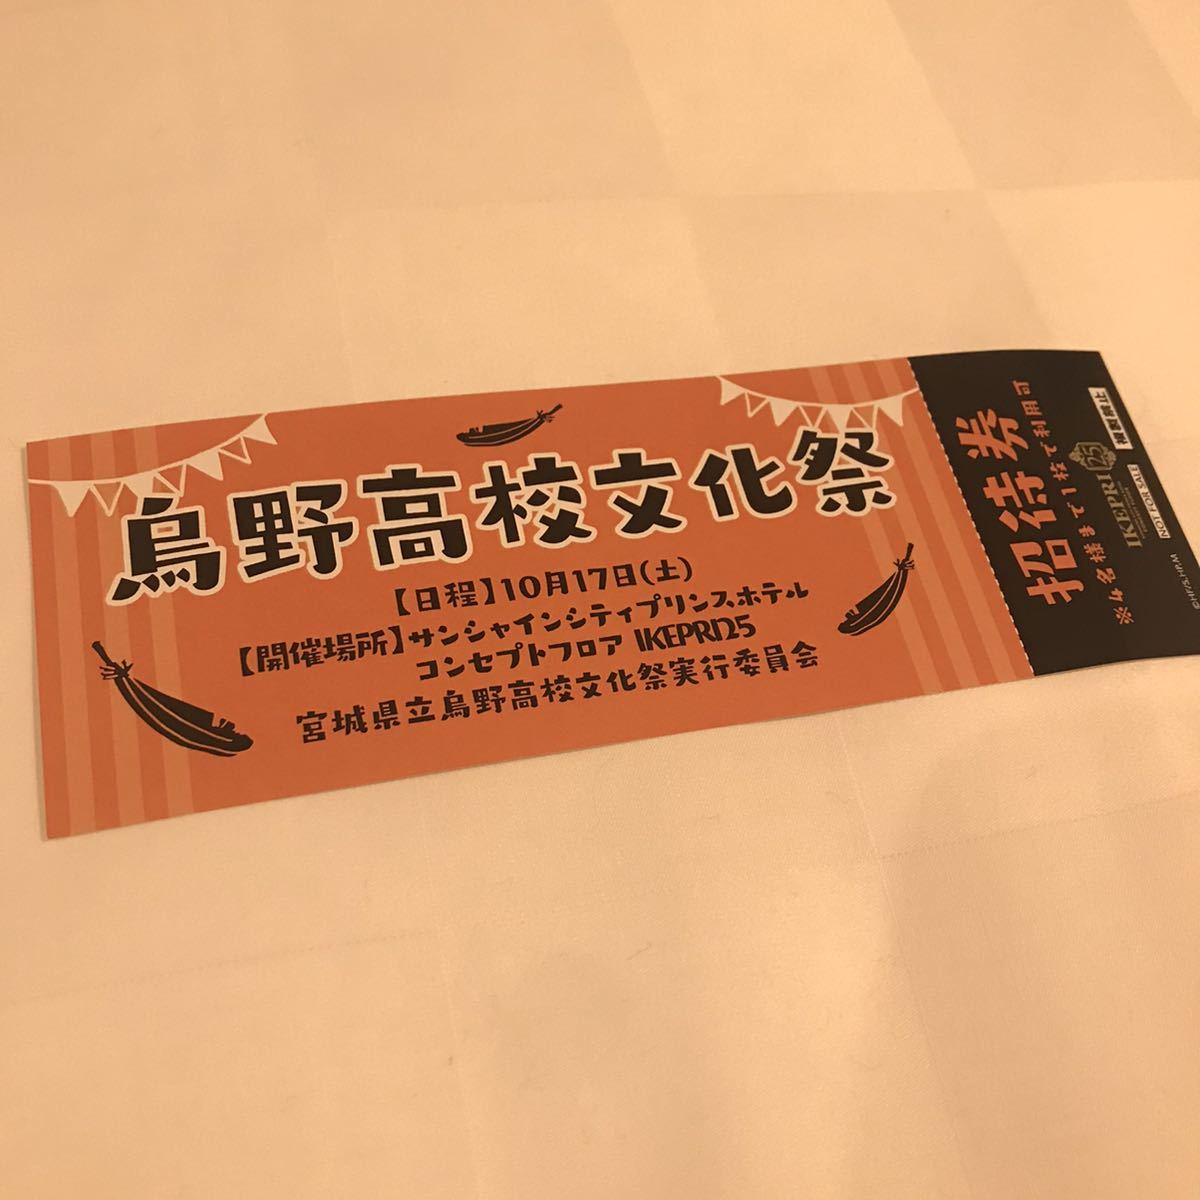 烏野高校文化祭
【日程】10月17日(土)
【開催場所】サンシャインシティプリンスホテル
コンセプトフロア IKEPRI25
宮城県立烏野高校文化祭実行委員会
招待券
※4名様まで1校で利用可
IKEPRI
25
NOT FOR SALE
複製禁止